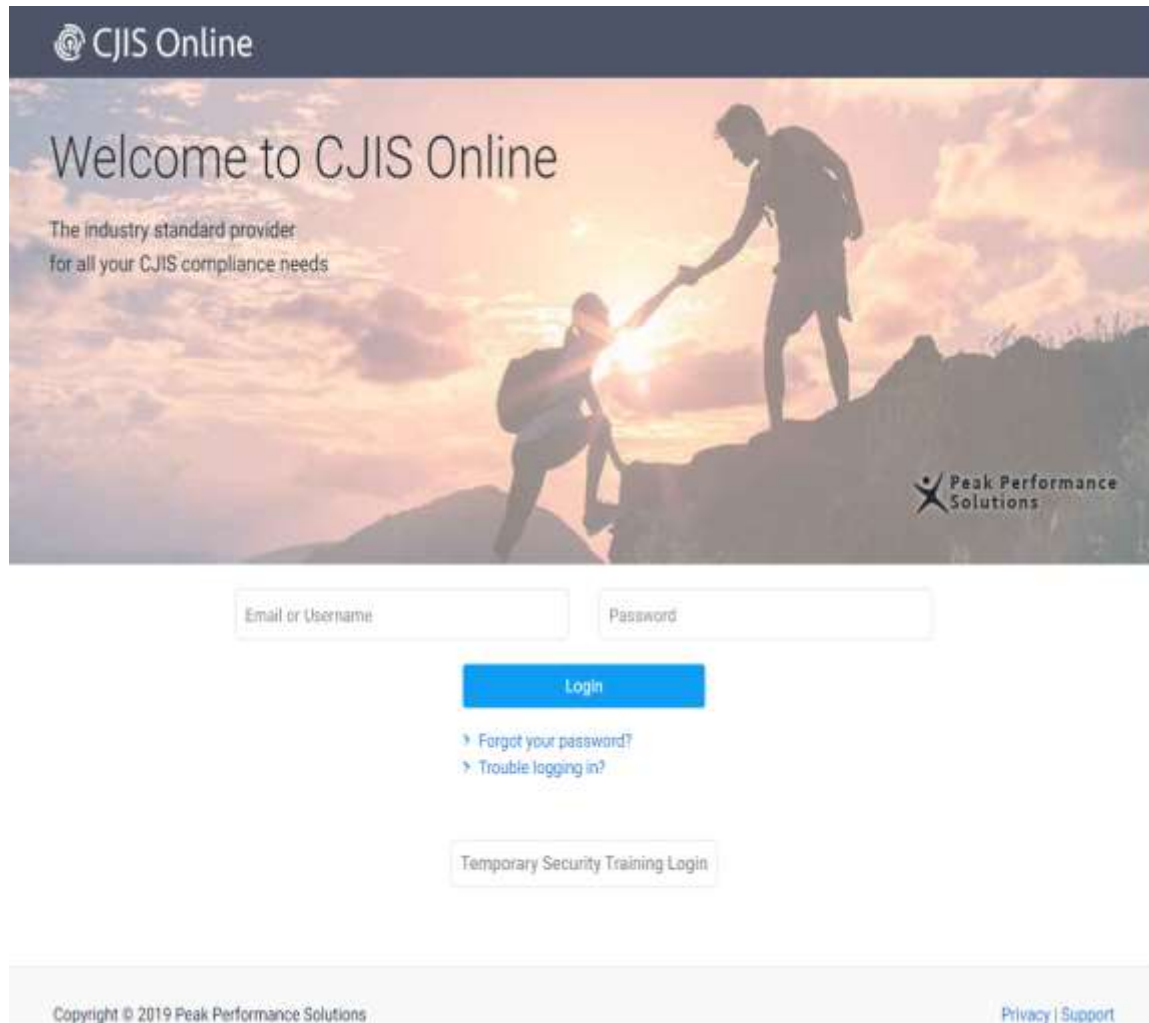 CJIS Online
Welcome to CJIS Online
The industry standard provider
for all your CJIS compliance needs
Peak Performance
Solutions
Email or Username
Password
Login
Forgot your password?
Trouble logging in?
Temporary Security Training Login
Copyright © 2019 Peak Performance Solutions
Privacy | Support